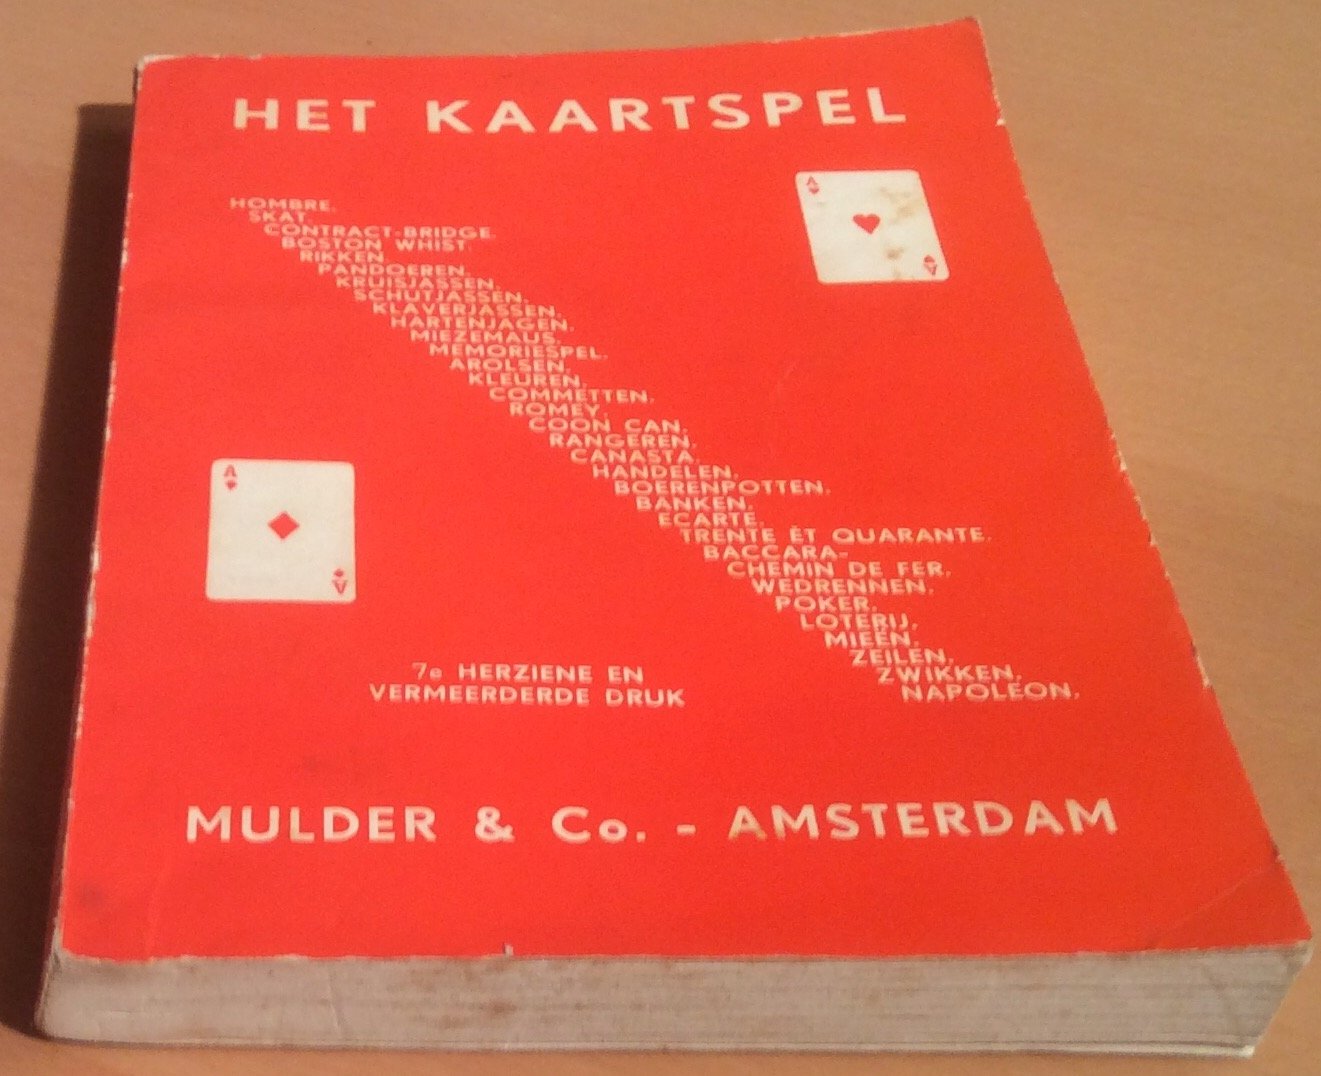 HET KAARTSPEL
A
HOMBRE,
SKAT,
CONTRACT-BRIDGE,
BOSTON WHIST,
RIKKEN,
PANDOEREN,
KRUISJASSEN,
SCHUTJASSEN,
KLAVERJASSEN,
HARTENJAGEN,
MIEZEMAUS,
MEMORIESPEL,
AROLSEN,
KLEUREN,
COMMETTEN,
ROMEY,
COON CAN,
RANGEREN,
CANASTA,
HANDELEN,
BOERENPOTTEN,
BANKEN,
ECARTE,
TRENTE ÈT QUARANTE,
BACCARA-
CHEMIN DE FER,
WEDRENNEN,
POKER,
LOTERIJ,
MIEËN,
ZEILEN,
ZWIKKEN,
NAPOLEON,
A
A
A
7e HERZIENE EN
VERMEERDERDE DRUK
MULDER & Co. - AMSTERDAM